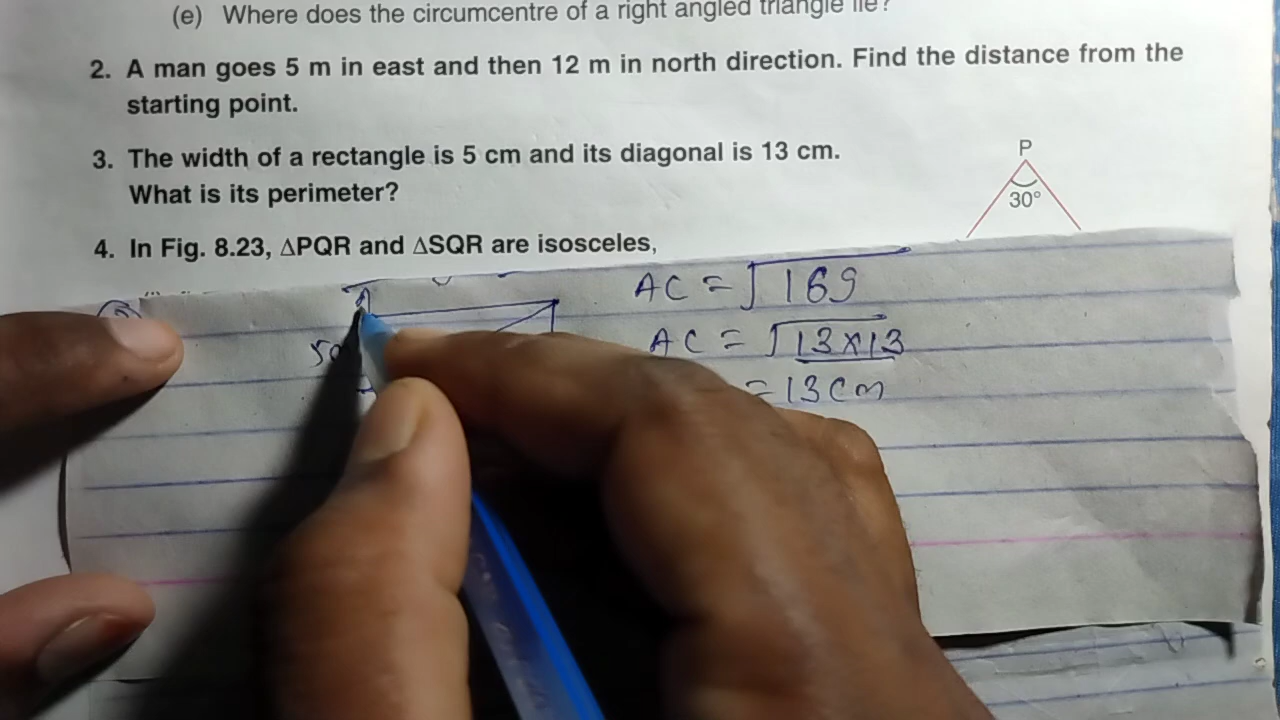 (e) Where does the circumcentre of a right angled triangle lie?
2. A man goes 5 m in east and then 12 m in north direction. Find the distance from the
starting point.
3. The width of a rectangle is 5 cm and its diagonal is 13 cm.
What is its perimeter?
P
30°
4. In Fig. 8.23, ΔPQR and ΔSQR are isosceles,
AC = √169
A
AC = √13×13
= 13cm